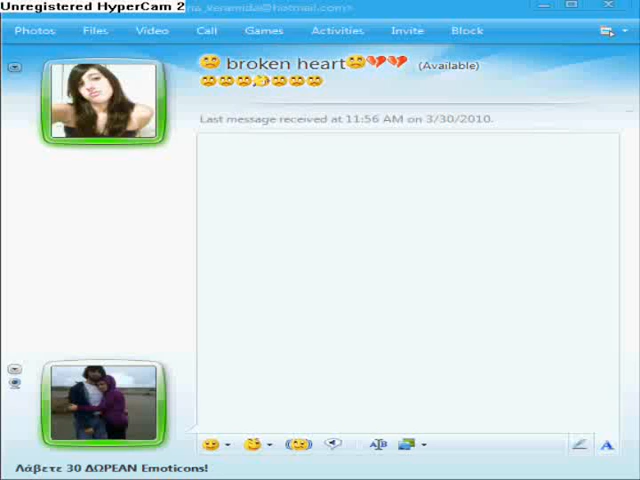 Unregistered HyperCam 2
Photos Files Video Call Games Activities Invite Block
broken heart (Available)
Last message received at 11:56 AM on 3/30/2010.
Λάβετε 30 ΔΩΡΕΑΝ Emoticons!